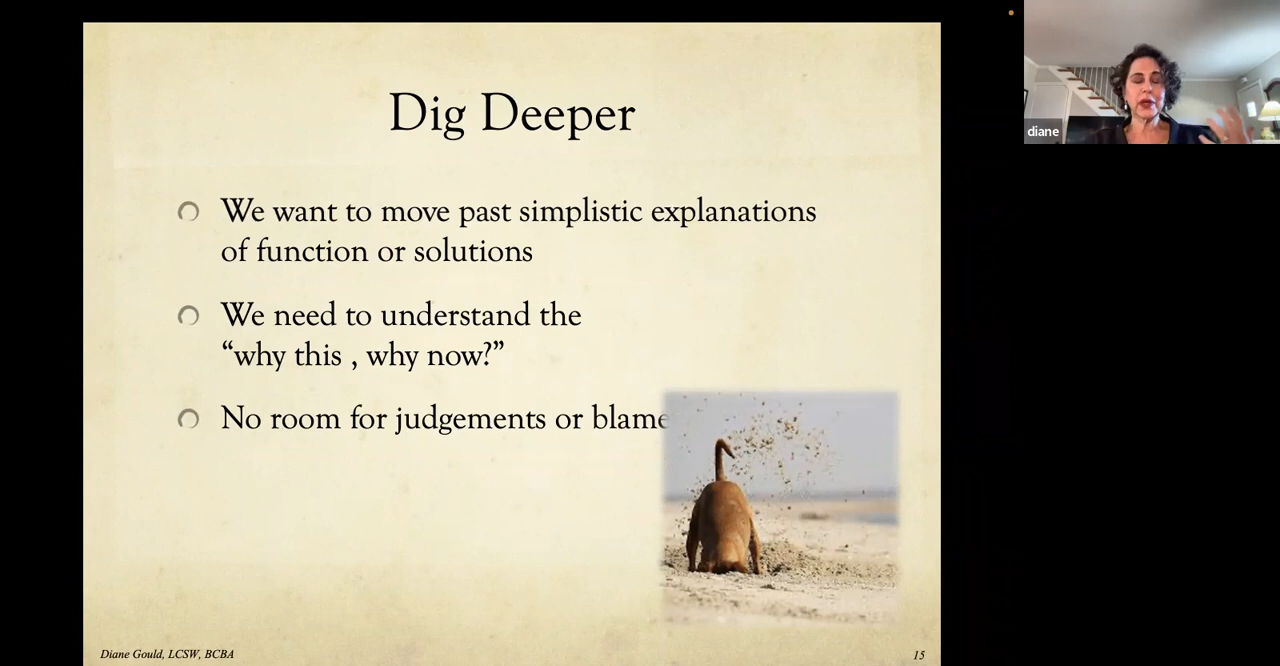 Dig Deeper
We want to move past simplistic explanations
of function or solutions
We need to understand the
“why this , why now?”
No room for judgements or blame
Diane Gould, LCSW, BCBA
15
diane